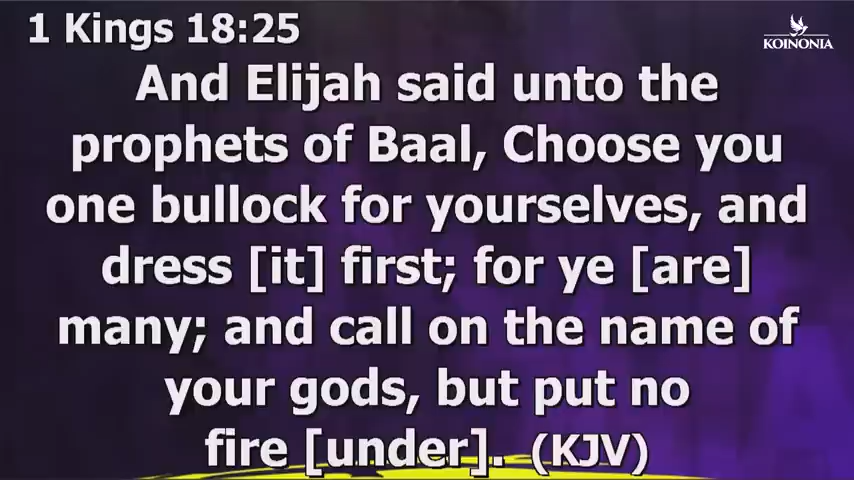 1 Kings 18:25
KOINONIA
And Elijah said unto the
prophets of Baal, Choose you
one bullock for yourselves, and
dress [it] first; for ye [are]
many; and call on the name of
your gods, but put no
fire [under]. (KJV)